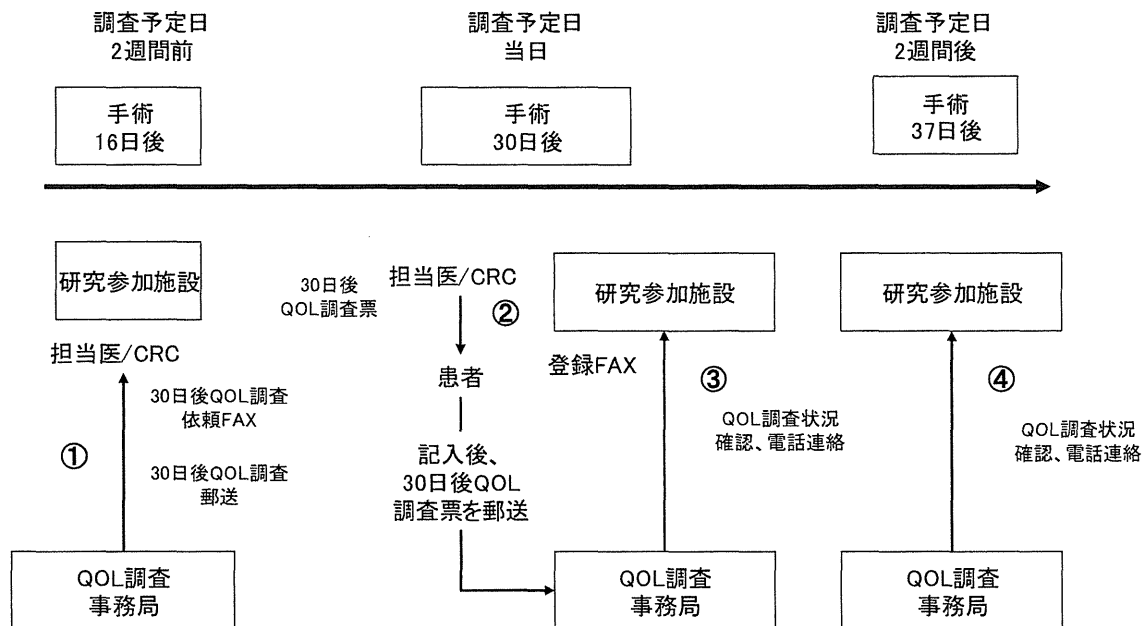 調査予定日
2週間前
調査予定日
当日
調査予定日
2週間後
手術
16日後
手術
30日後
手術
37日後
研究参加施設
担当医/CRC
30日後QOL調査
依頼FAX
①
30日後QOL調査
郵送
QOL調査
事務局
30日後
QOL調査票
担当医/CRC
②
患者
記入後、
30日後QOL
調査票を郵送
研究参加施設
登録FAX
③
QOL調査状況
確認、電話連絡
QOL調査
事務局
研究参加施設
④
QOL調査状況
確認、電話連絡
QOL調査
事務局